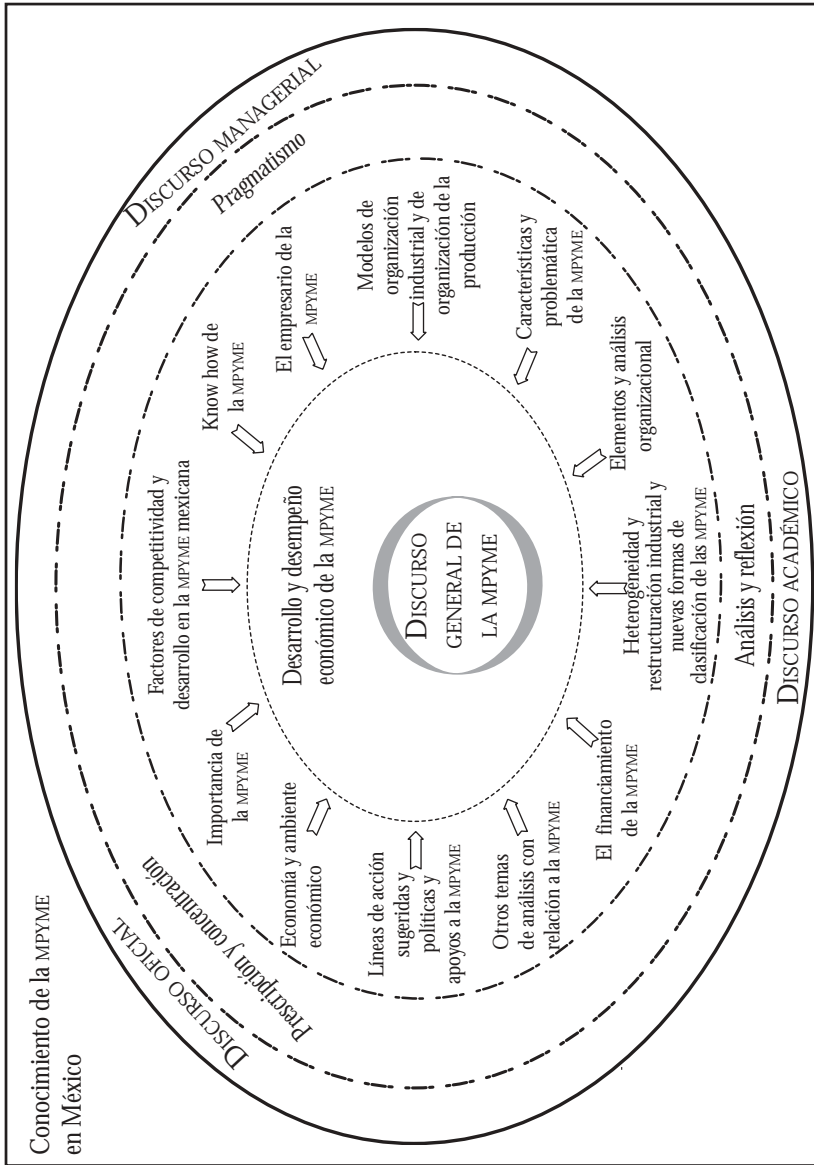 Conocimiento de la MPYME
en México
DISCURSO OFICIAL
Prescripción y concentración
DISCURSO MANAGERIAL
Pragmatismo
Factores de competitividad y
desarrollo en la MPYME mexicana
Know how de
la MPYME
El empresario de la
MPYME
Modelos de
organización
industrial y de
organización de la
producción
Características y
problemática
de la MPYME
Elementos y análisis
organizacional
Heterogeneidad y
restructuración industrial y
nuevas formas de
clasificación de las MPYME
El financiamiento
de la MPYME
Otros temas
de análisis con
relación a la MPYME
Líneas de acción
sugeridas y
políticas y
apoyos a la MPYME
Economía y ambiente
económico
Importancia de
la MPYME
Desarrollo y desempeño
económico de la MPYME
DISCURSO
GENERAL DE
LA MPYME
Análisis y reflexión
DISCURSO ACADÉMICO